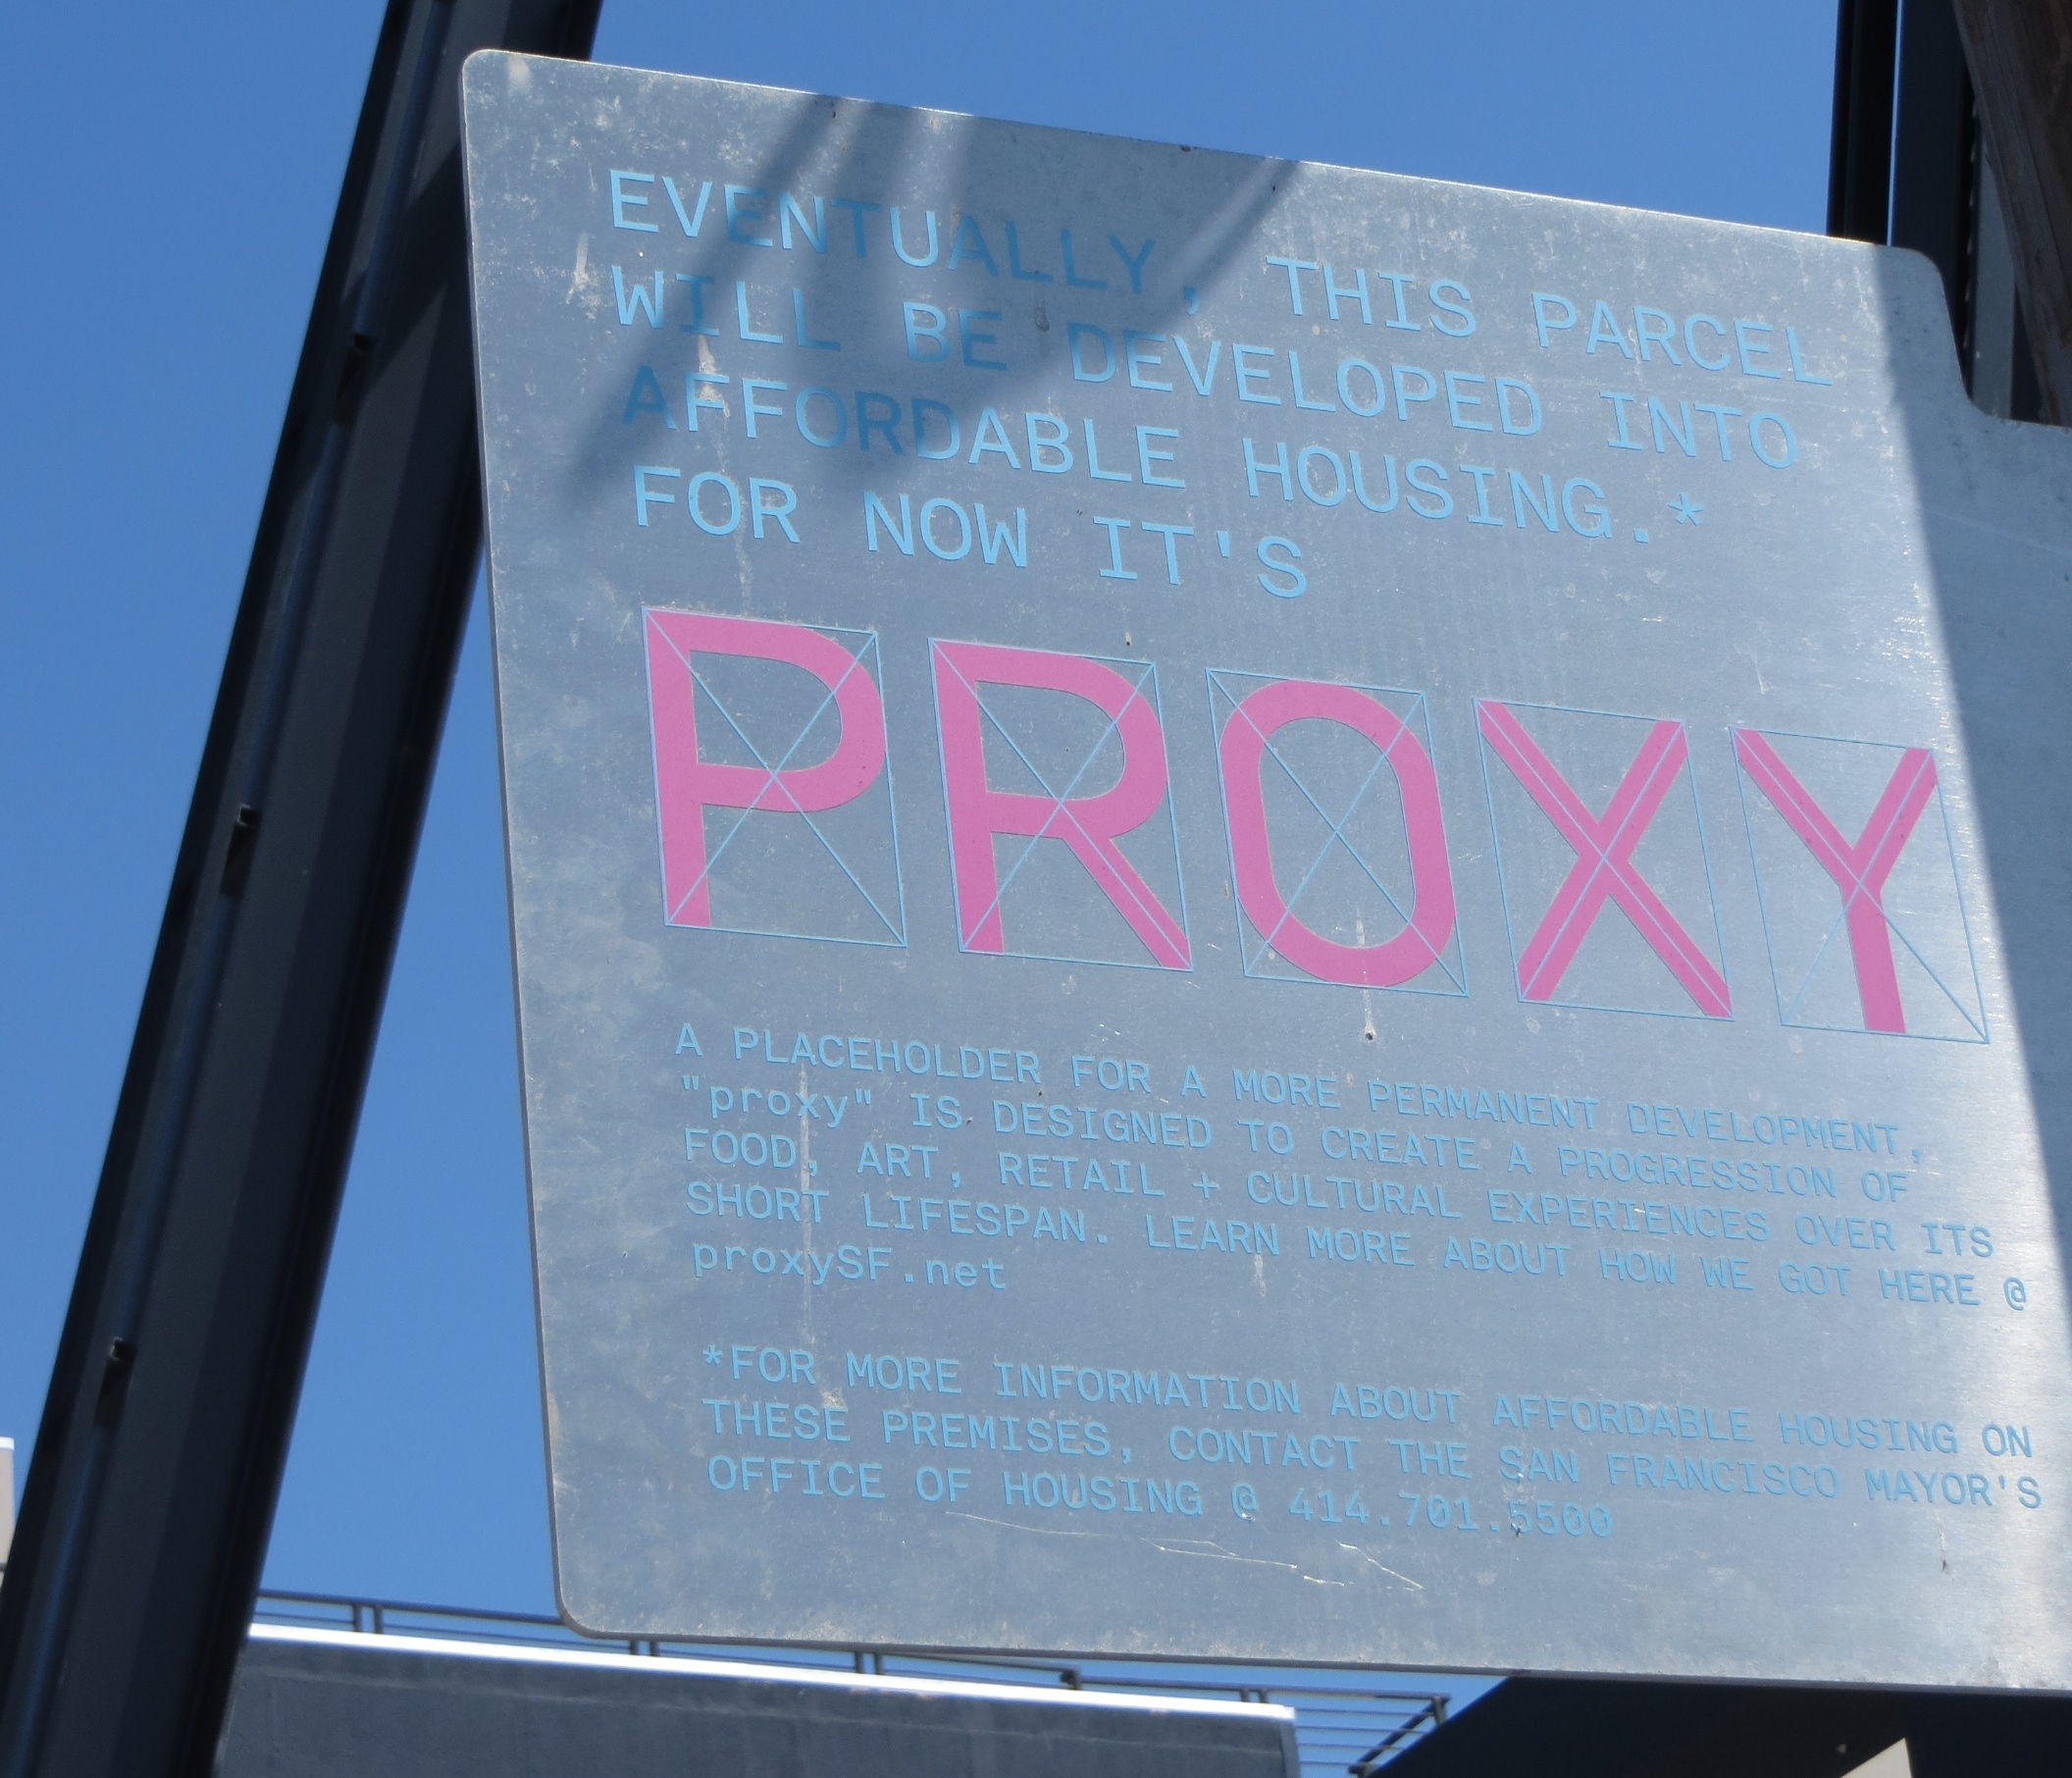 EVENTUALLY, THIS PARCEL
WILL BE DEVELOPED INTO
AFFORDABLE HOUSING.*
FOR NOW IT'S
PROXY
A PLACEHOLDER FOR A MORE PERMANENT DEVELOPMENT,
"proxy" IS DESIGNED TO CREATE A PROGRESSION OF
FOOD, ART, RETAIL + CULTURAL EXPERIENCES OVER ITS
SHORT LIFESPAN. LEARN MORE ABOUT HOW WE GOT HERE @
proxySF.net
*FOR MORE INFORMATION ABOUT AFFORDABLE HOUSING ON
THESE PREMISES, CONTACT THE SAN FRANCISCO MAYOR'S
OFFICE OF HOUSING @ 414.701.5500